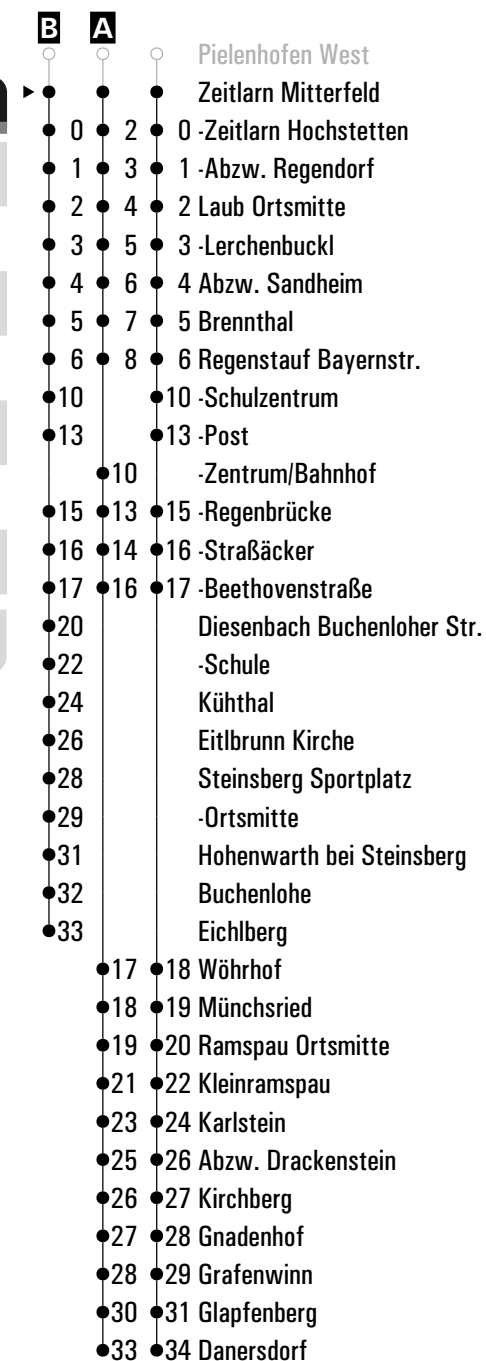 B A
Pielenhofen West
Zeitlarn Mitterfeld
0 2 0 -Zeitlarn Hochstetten
1 3 1 -Abzw. Regendorf
2 4 2 Laub Ortsmitte
3 5 3 -Lerchenbuckl
4 6 4 Abzw. Sandheim
5 7 5 Brennthal
6 8 6 Regenstauf Bayernstr.
10 10 -Schulzentrum
13 13 -Post
10 -Zentrum/Bahnhof
15 13 15 -Regenbrücke
16 14 16 -Straßäcker
17 16 17 -Beethovenstraße
20 Diesenbach Buchenloher Str.
22 -Schule
24 Kühthal
26 Eitlbrunn Kirche
28 Steinsberg Sportplatz
29 -Ortsmitte
31 Hohenwarth bei Steinsberg
32 Buchenlohe
33 Eichlberg
17 18 Wöhrhof
18 19 Münchsried
19 20 Ramspau Ortsmitte
21 22 Kleinramspau
23 24 Karlstein
25 26 Abzw. Drackenstein
26 27 Kirchberg
27 28 Gnadenhof
28 29 Grafenwinn
30 31 Glapfenberg
33 34 Danersdorf